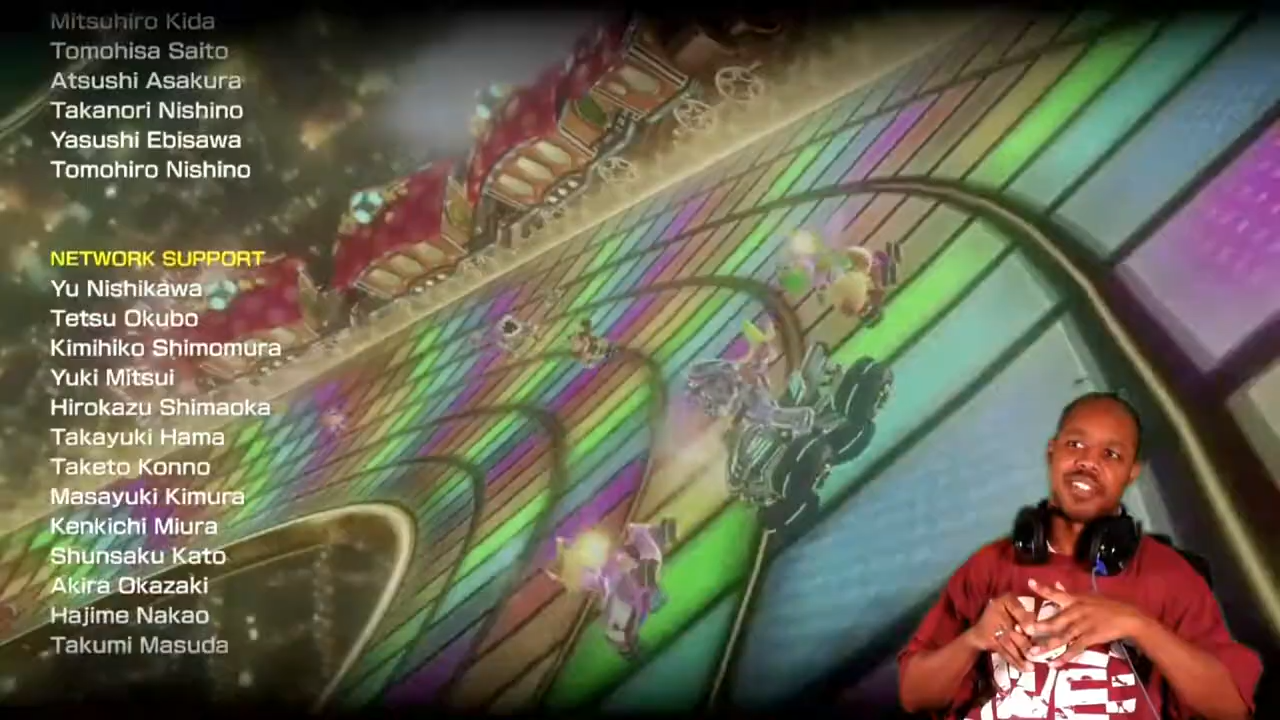 Mitsuhiro Kida
Tomohisa Saito
Atsushi Asakura
Takanori Nishino
Yasushi Ebisawa
Tomohiro Nishino
NETWORK SUPPORT
Yu Nishikawa
Tetsu Okubo
Kimihiko Shimomura
Yuki Mitsui
Hirokazu Shimaoka
Takayuki Hama
Taketo Konno
Masayuki Kimura
Kenkichi Miura
Shunsaku Kato
Akira Okazaki
Hajime Nakao
Takumi Masuda